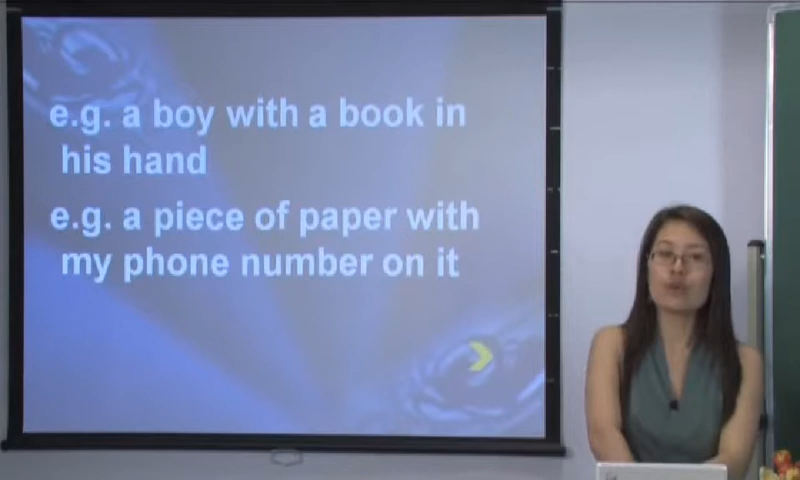 e.g. a boy with a book in
his hand
e.g. a piece of paper with
my phone number on it